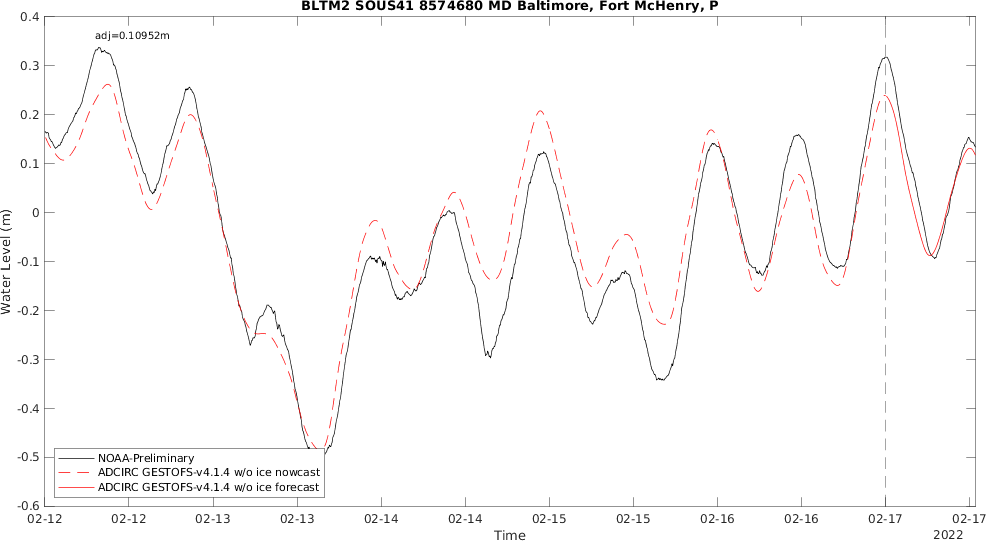 BLTM2 SOUS41 8574680 MD Baltimore, Fort McHenry, P
adj=0.10952m
0.4
0.3
0.2
0.1
0
-0.1
-0.2
-0.3
-0.4
-0.5
-0.6
Water Level (m)
NOAA-Preliminary
ADCIRC GESTOFS-v4.1.4 w/o ice nowcast
ADCIRC GESTOFS-v4.1.4 w/o ice forecast
02-12 02-12 02-13 02-13 02-14 02-14 02-15 02-15 02-16 02-16 02-17 02-17
Time
2022